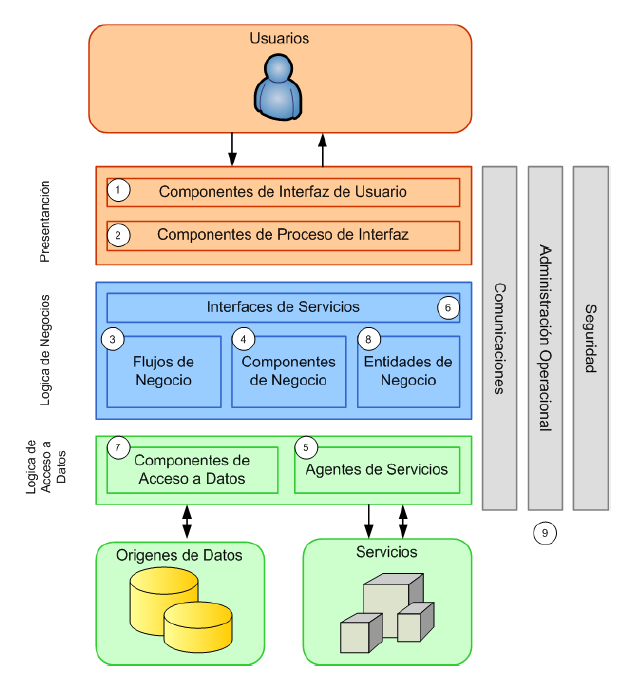 Usuarios
Presentanción
1
Componentes de Interfaz de Usuario
2
Componentes de Proceso de Interfaz
Logica de Negocios
Interfaces de Servicios
6
3
Flujos de
Negocio
4
Componentes
de Negocio
8
Entidades de
Negocio
Logica de
Acceso a
Datos
7
Componentes de
Acceso a Datos
5
Agentes de Servicios
Comunicaciones
Administración Operacional
Seguridad
9
Origenes de Datos
Servicios